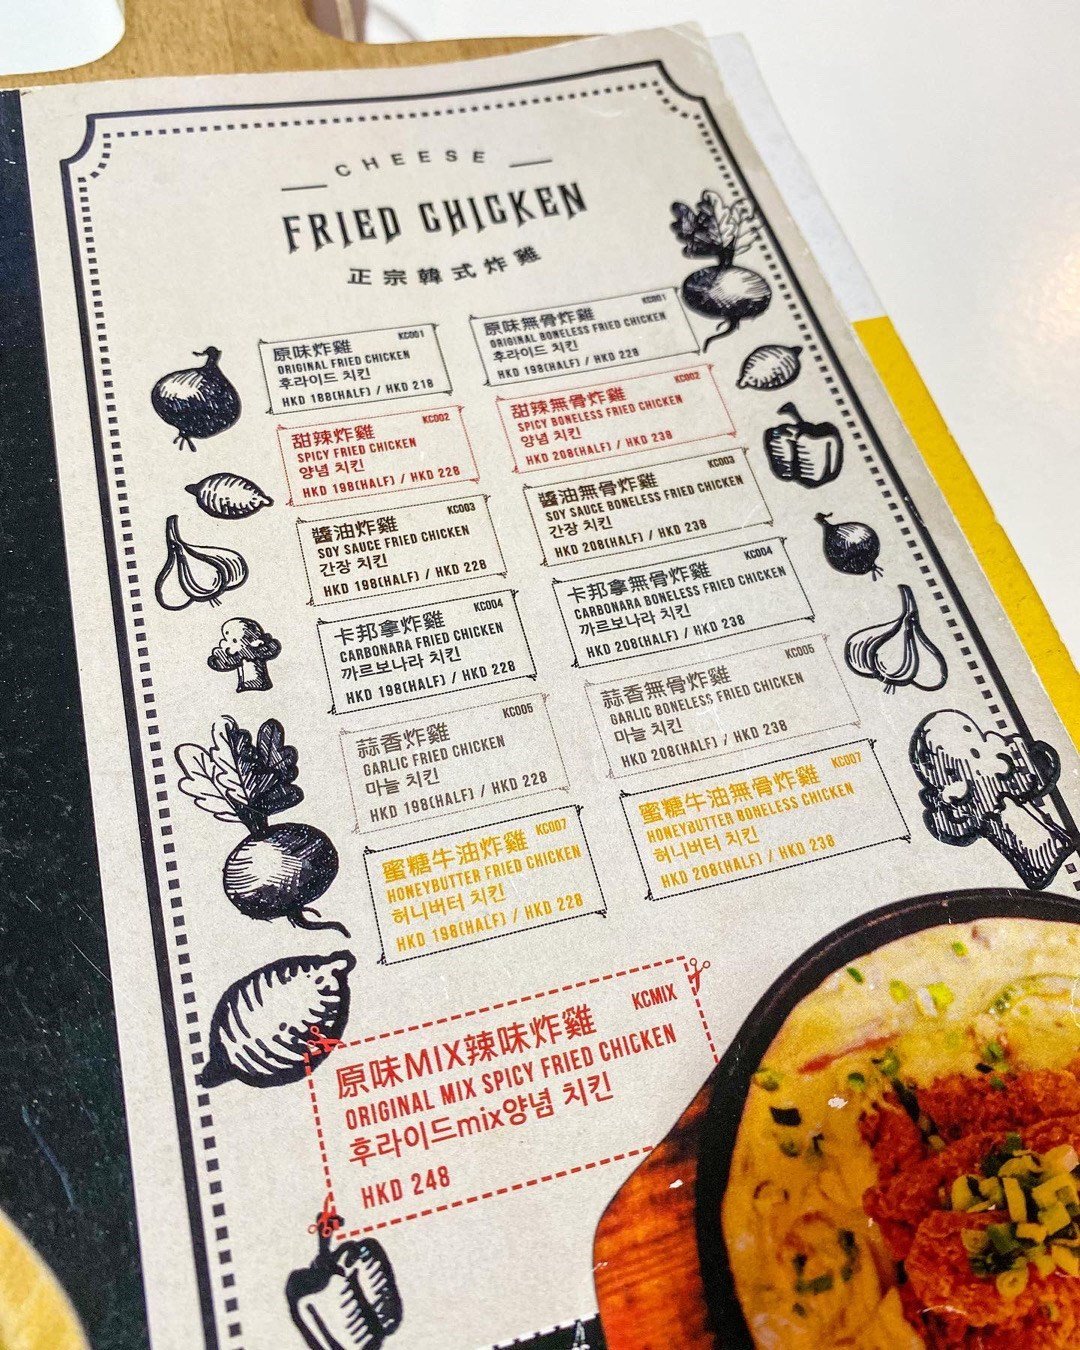 CHEESE
FRIED CHICKEN
正宗韓式炸雞
原味炸雞 KC001
ORIGINAL FRIED CHICKEN
후라이드 치킨
HKD 188(HALF) / HKD 218
原味無骨炸雞 KC001
ORIGINAL BONELESS FRIED CHICKEN
후라이드 치킨
HKD 198(HALF) / HKD 228
甜辣炸雞 KC002
SPICY FRIED CHICKEN
양념 치킨
HKD 198(HALF) / HKD 228
甜辣無骨炸雞 KC002
SPICY BONELESS FRIED CHICKEN
양념 치킨
HKD 208(HALF) / HKD 238
醬油炸雞 KC003
SOY SAUCE FRIED CHICKEN
간장 치킨
HKD 198(HALF) / HKD 228
醬油無骨炸雞 KC003
SOY SAUCE BONELESS FRIED CHICKEN
간장 치킨
HKD 208(HALF) / HKD 238
卡邦拿炸雞 KC004
CARBONARA FRIED CHICKEN
까르보나라 치킨
HKD 198(HALF) / HKD 228
卡邦拿無骨炸雞 KC004
CARBONARA BONELESS FRIED CHICKEN
까르보나라 치킨
HKD 208(HALF) / HKD 238
蒜香炸雞 KC005
GARLIC FRIED CHICKEN
마늘 치킨
HKD 198(HALF) / HKD 228
蒜香無骨炸雞 KC005
GARLIC BONELESS FRIED CHICKEN
마늘 치킨
HKD 208(HALF) / HKD 238
蜜糖牛油炸雞 KC007
HONEYBUTTER FRIED CHICKEN
허니버터 치킨
HKD 198(HALF) / HKD 228
蜜糖牛油無骨炸雞 KC007
HONEYBUTTER BONELESS CHICKEN
허니버터 치킨
HKD 208(HALF) / HKD 238
原味MIX辣味炸雞 KCMIX
ORIGINAL MIX SPICY FRIED CHICKEN
후라이드mix양념 치킨
HKD 248